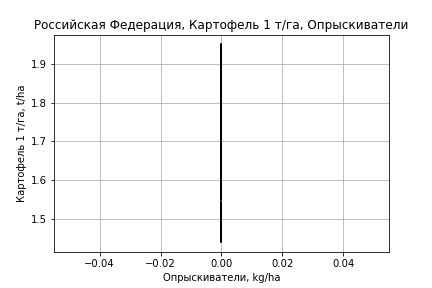 Российская Федерация, Картофель 1 т/га, Опрыскиватели
Картофель 1 т/га, t/ha
1.9
1.8
1.7
1.6
1.5
−0.04 −0.02 0.00 0.02 0.04
Опрыскиватели, kg/ha